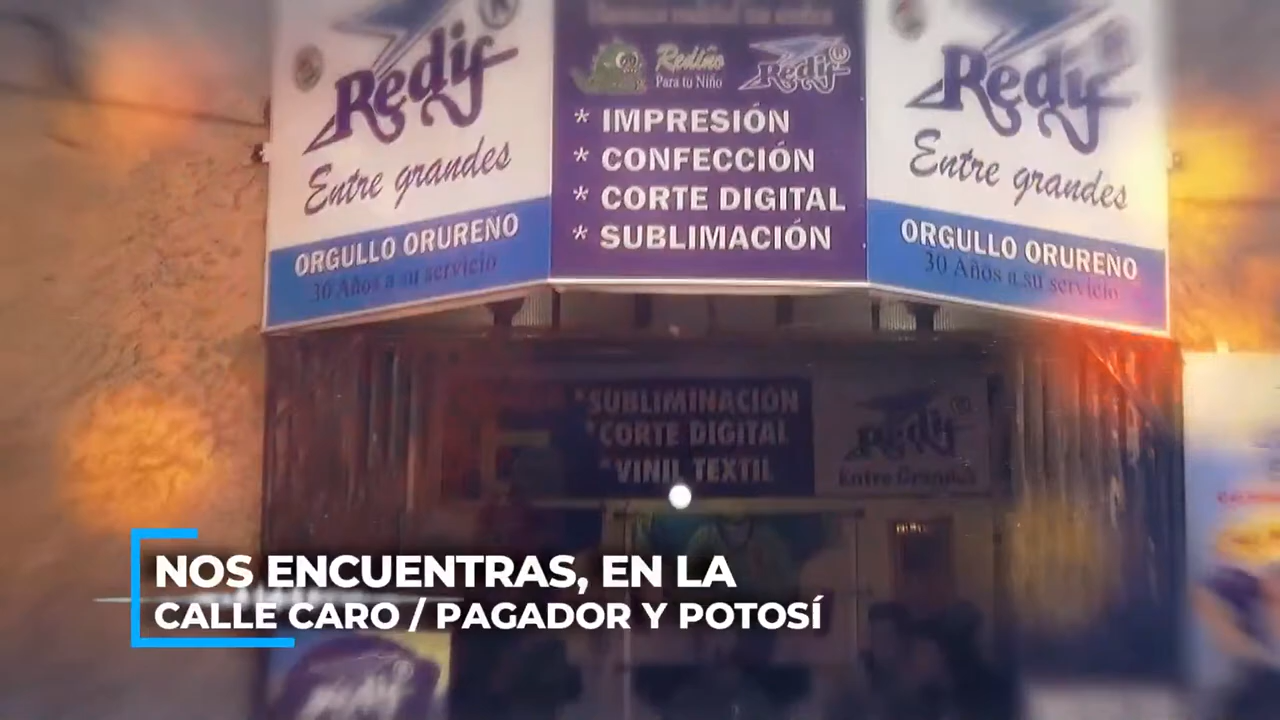 Redif
Entre grandes
ORGULLO ORUREÑO
30 Años a su servicio
Rediño
Para tu Niño
Redif
* IMPRESIÓN
* CONFECCIÓN
* CORTE DIGITAL
* SUBLIMACIÓN
Redif
Entre grandes
ORGULLO ORUREÑO
30 Años a su servicio
*SUBLIMINACIÓN
*CORTE DIGITAL
*VINIL TEXTIL
Redif
Entre Grandes
NOS ENCUENTRAS, EN LA
CALLE CARO / PAGADOR Y POTOSÍ
Redif